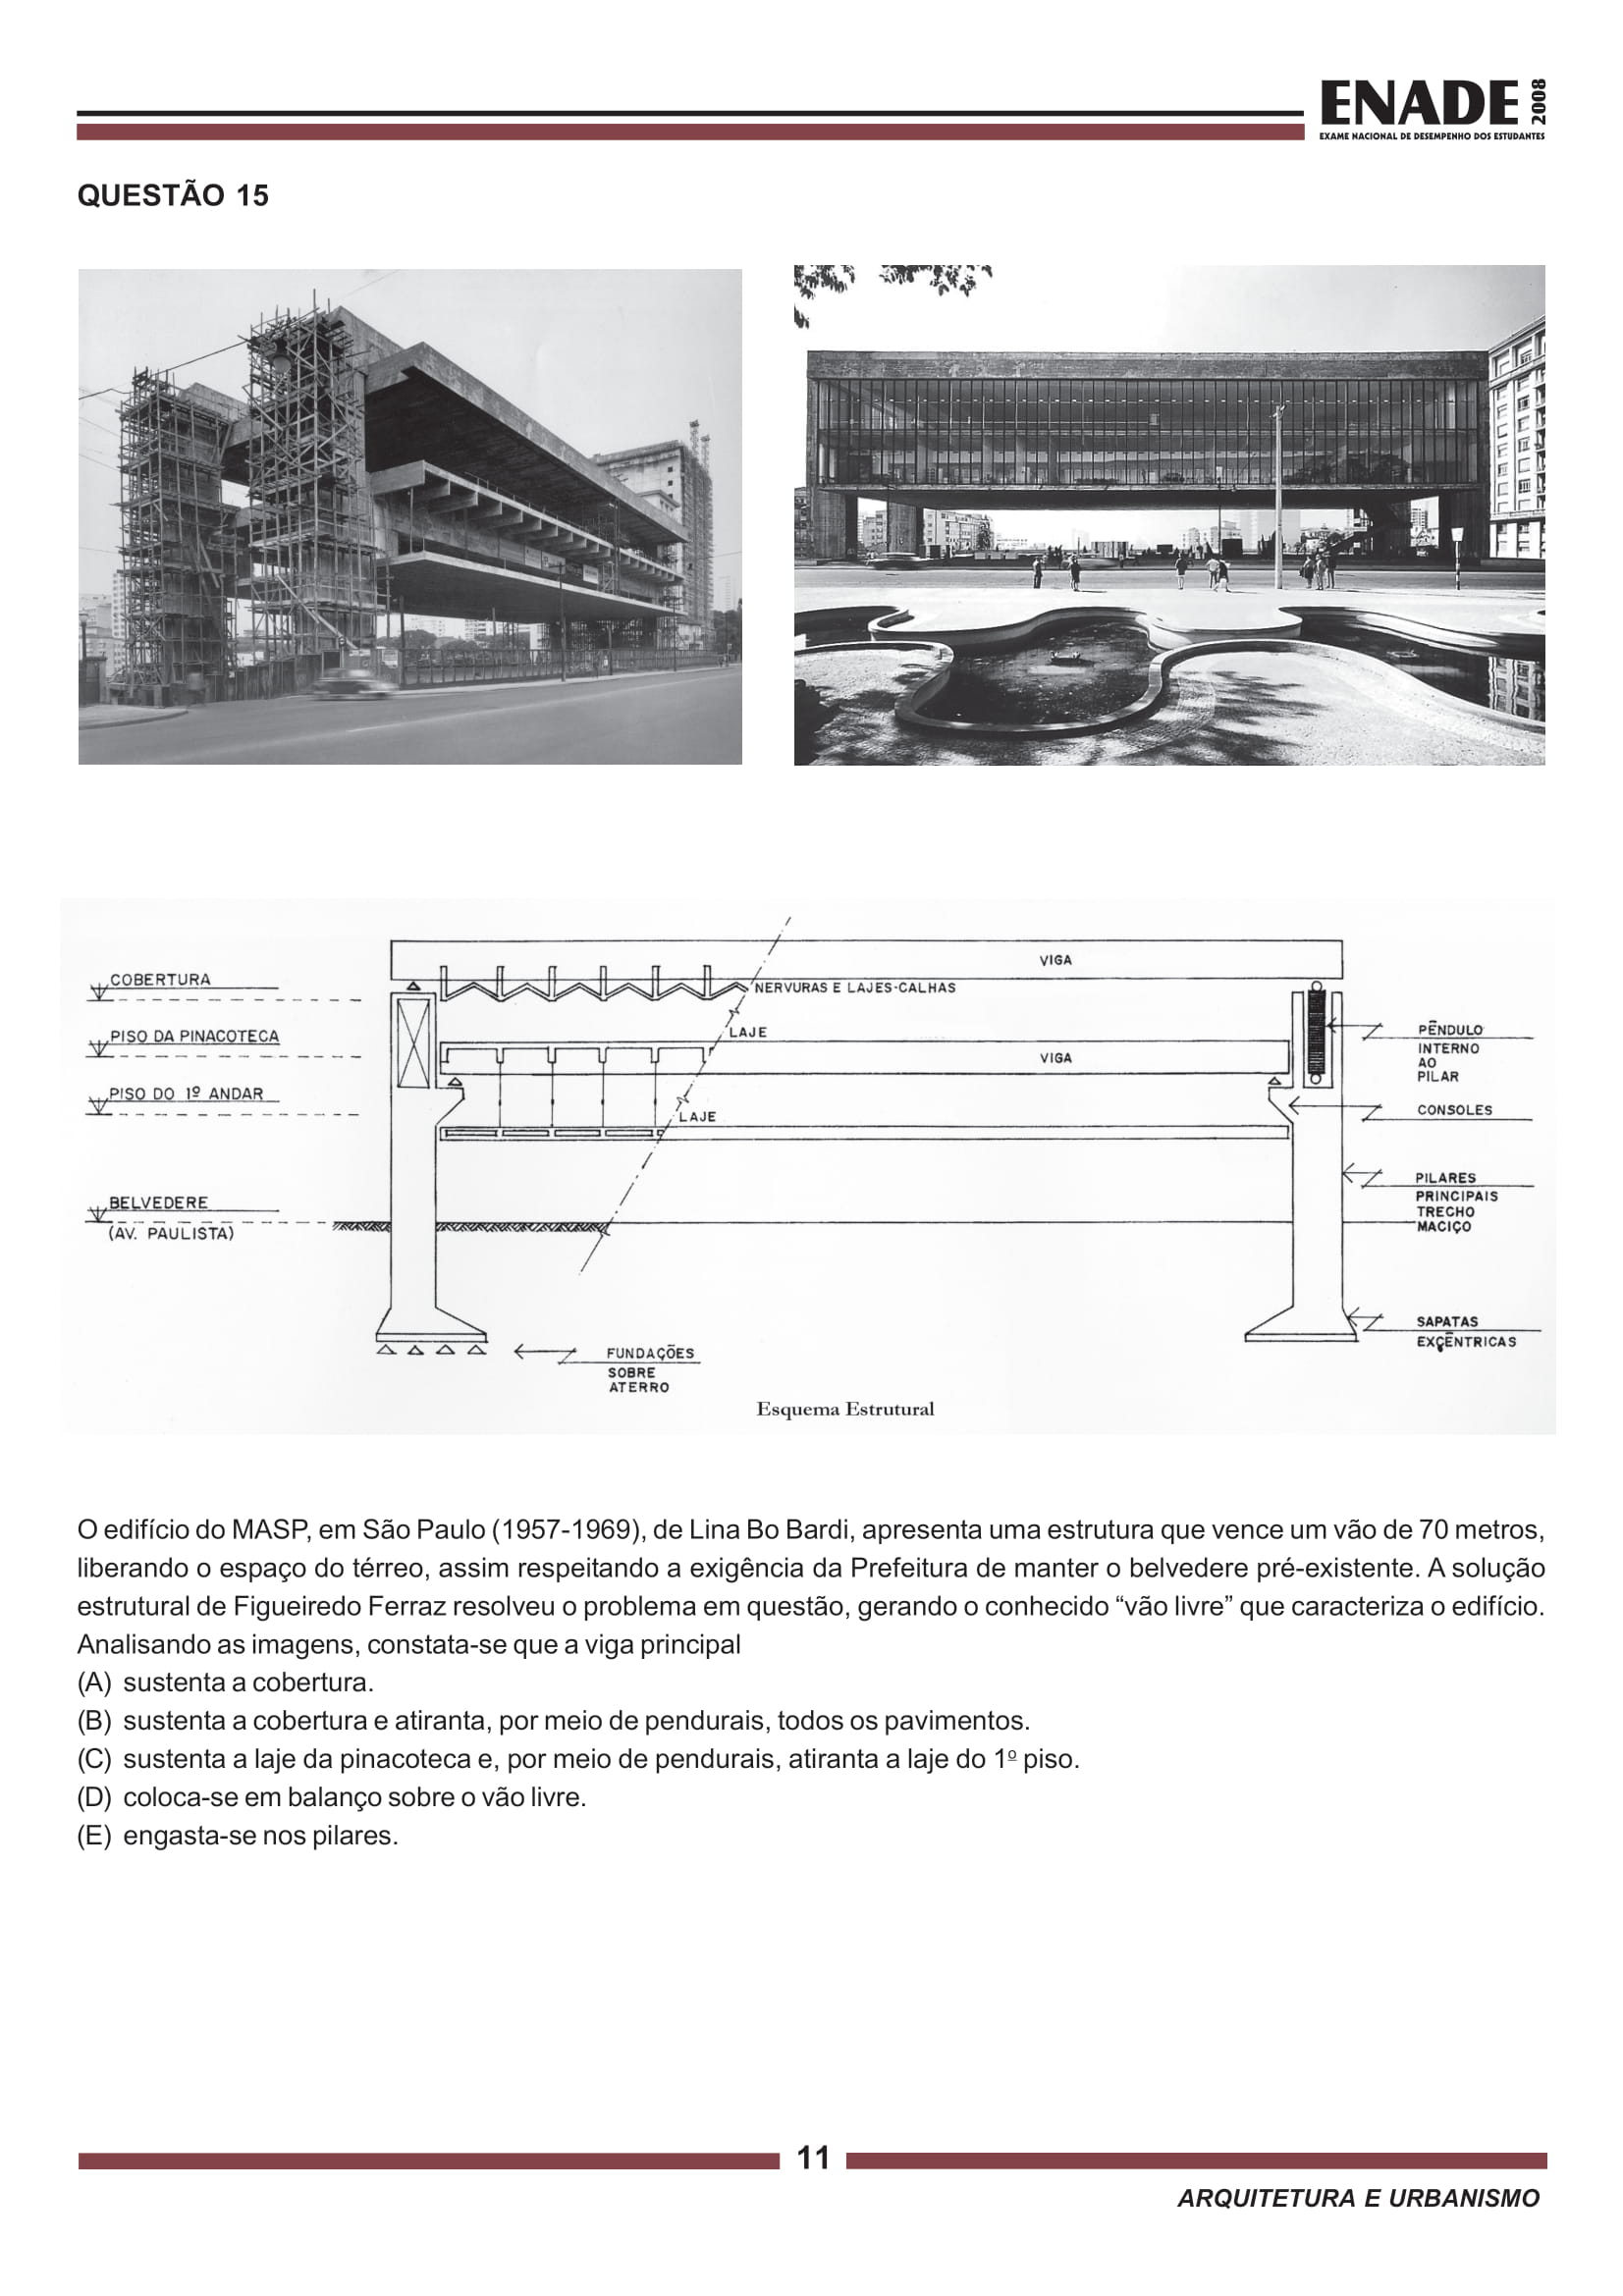 ENADE 2008
EXAME NACIONAL DE DESEMPENHO DOS ESTUDANTES
QUESTÃO 15
COBERTURA
PISO DA PINACOTECA
PISO DO 1º ANDAR
BELVEDERE
(AV. PAULISTA)
VIGA
NERVURAS E LAJES-CALHAS
LAJE
VIGA
LAJE
PÊNDULO
INTERNO
AO
PILAR
CONSOLES
PILARES
PRINCIPAIS
TRECHO
MACIÇO
SAPATAS
EXÇÊNTRICAS
FUNDAÇÕES
SOBRE
ATERRO
Esquema Estrutural
O edifício do MASP, em São Paulo (1957-1969), de Lina Bo Bardi, apresenta uma estrutura que vence um vão de 70 metros,
liberando o espaço do térreo, assim respeitando a exigência da Prefeitura de manter o belvedere pré-existente. A solução
estrutural de Figueiredo Ferraz resolveu o problema em questão, gerando o conhecido “vão livre” que caracteriza o edifício.
Analisando as imagens, constata-se que a viga principal
(A) sustenta a cobertura.
(B) sustenta a cobertura e atiranta, por meio de pendurais, todos os pavimentos.
(C) sustenta a laje da pinacoteca e, por meio de pendurais, atiranta a laje do 1º piso.
(D) coloca-se em balanço sobre o vão livre.
(E) engasta-se nos pilares.
11
ARQUITETURA E URBANISMO